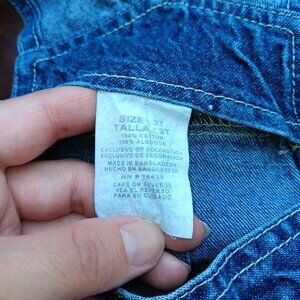 SIZE : 3T
TALLA : 3T
100% COTTON
100% ALGODON
EXCLUSIVE OF DECORATION
EXCLUSIVO DE DECORACION
MADE IN BANGLADESH
HECHO EN BANGLADESH
RN #
CARE ON REVERSE
VEA EL REVERSO
PARA SU CUIDADO